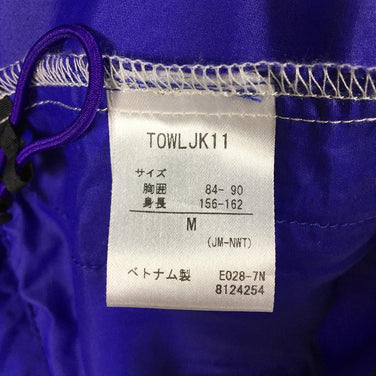 TOWLJK11
サイズ
胸囲 84- 90
身長 156-162
M
(JM-NWT)
ベトナム製 E028-7N
8124254